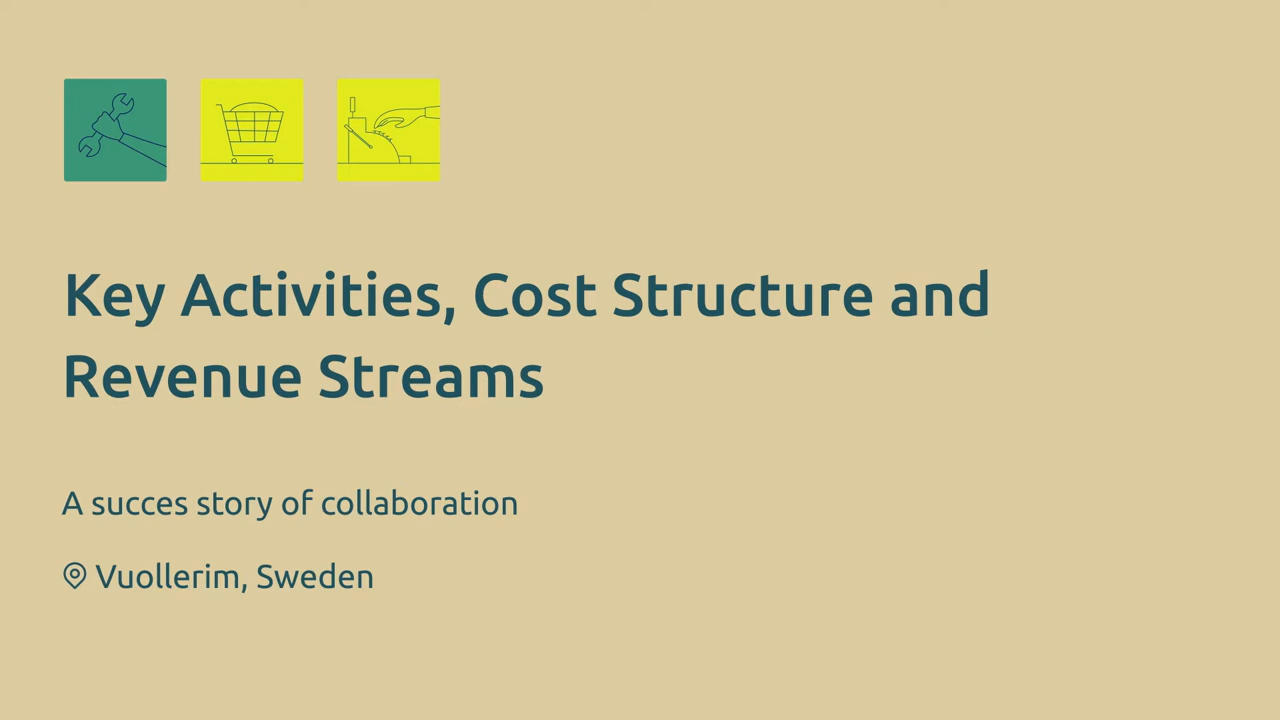 Key Activities, Cost Structure and
Revenue Streams
A succes story of collaboration
Vuollerim, Sweden